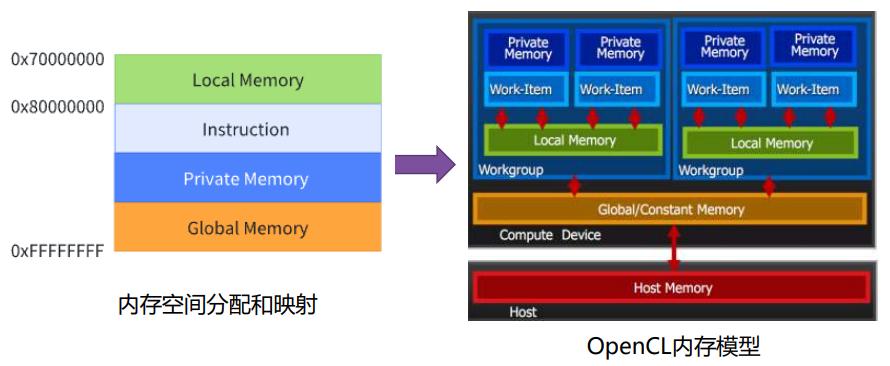 0x70000000
Local Memory
0x80000000
Instruction
Private Memory
Global Memory
0xFFFFFFFF
内存空间分配和映射
Private
Memory
Private
Memory
Work-Item
Work-Item
Local Memory
Workgroup
Private
Memory
Private
Memory
Work-Item
Work-Item
Local Memory
Workgroup
Global/Constant Memory
Compute Device
Host Memory
Host
OpenCL内存模型